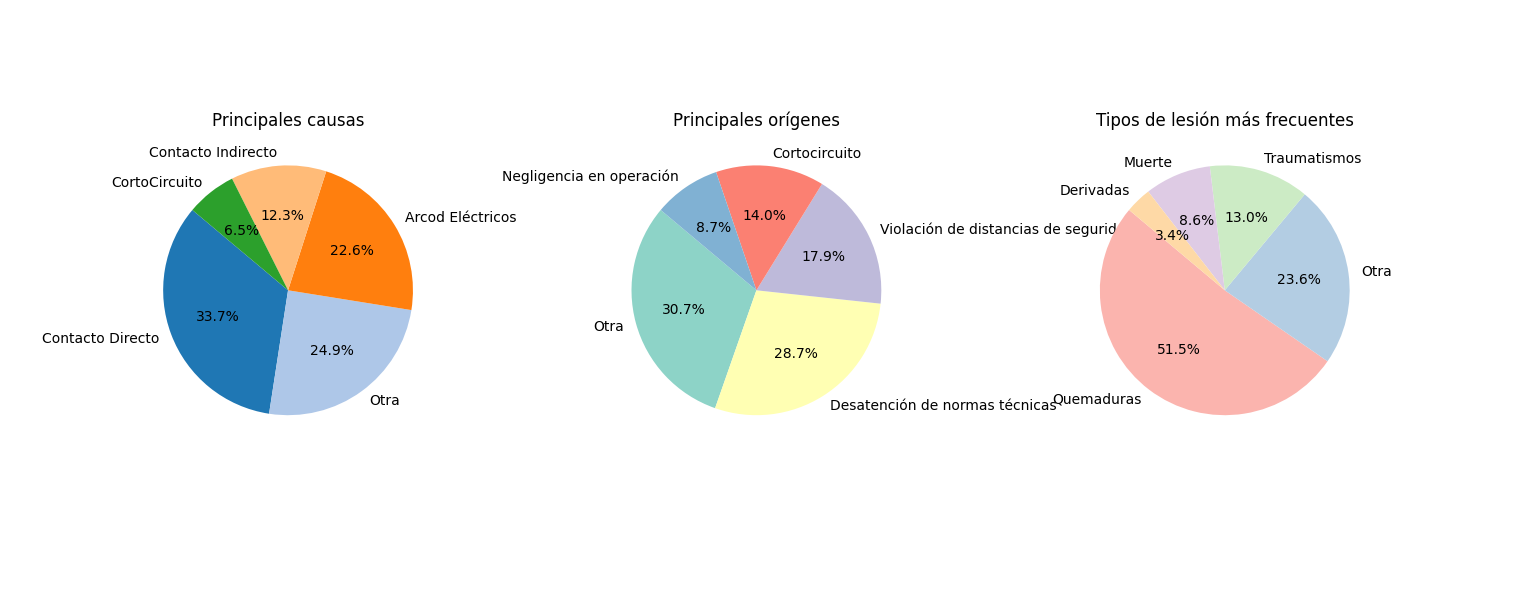 Principales causas
Contacto Indirecto
CortoCircuito
Arcod Eléctricos
Contacto Directo
Otra
12.3%
6.5%
22.6%
33.7%
24.9%
Principales orígenes
Cortocircuito
Negligencia en operación
Violación de distancias de segurid
Otra
Desatención de normas técnicas
14.0%
8.7%
17.9%
30.7%
28.7%
Tipos de lesión más frecuentes
Traumatismos
Muerte
Derivadas
Otra
Quemaduras
13.0%
8.6%
3.4%
23.6%
51.5%